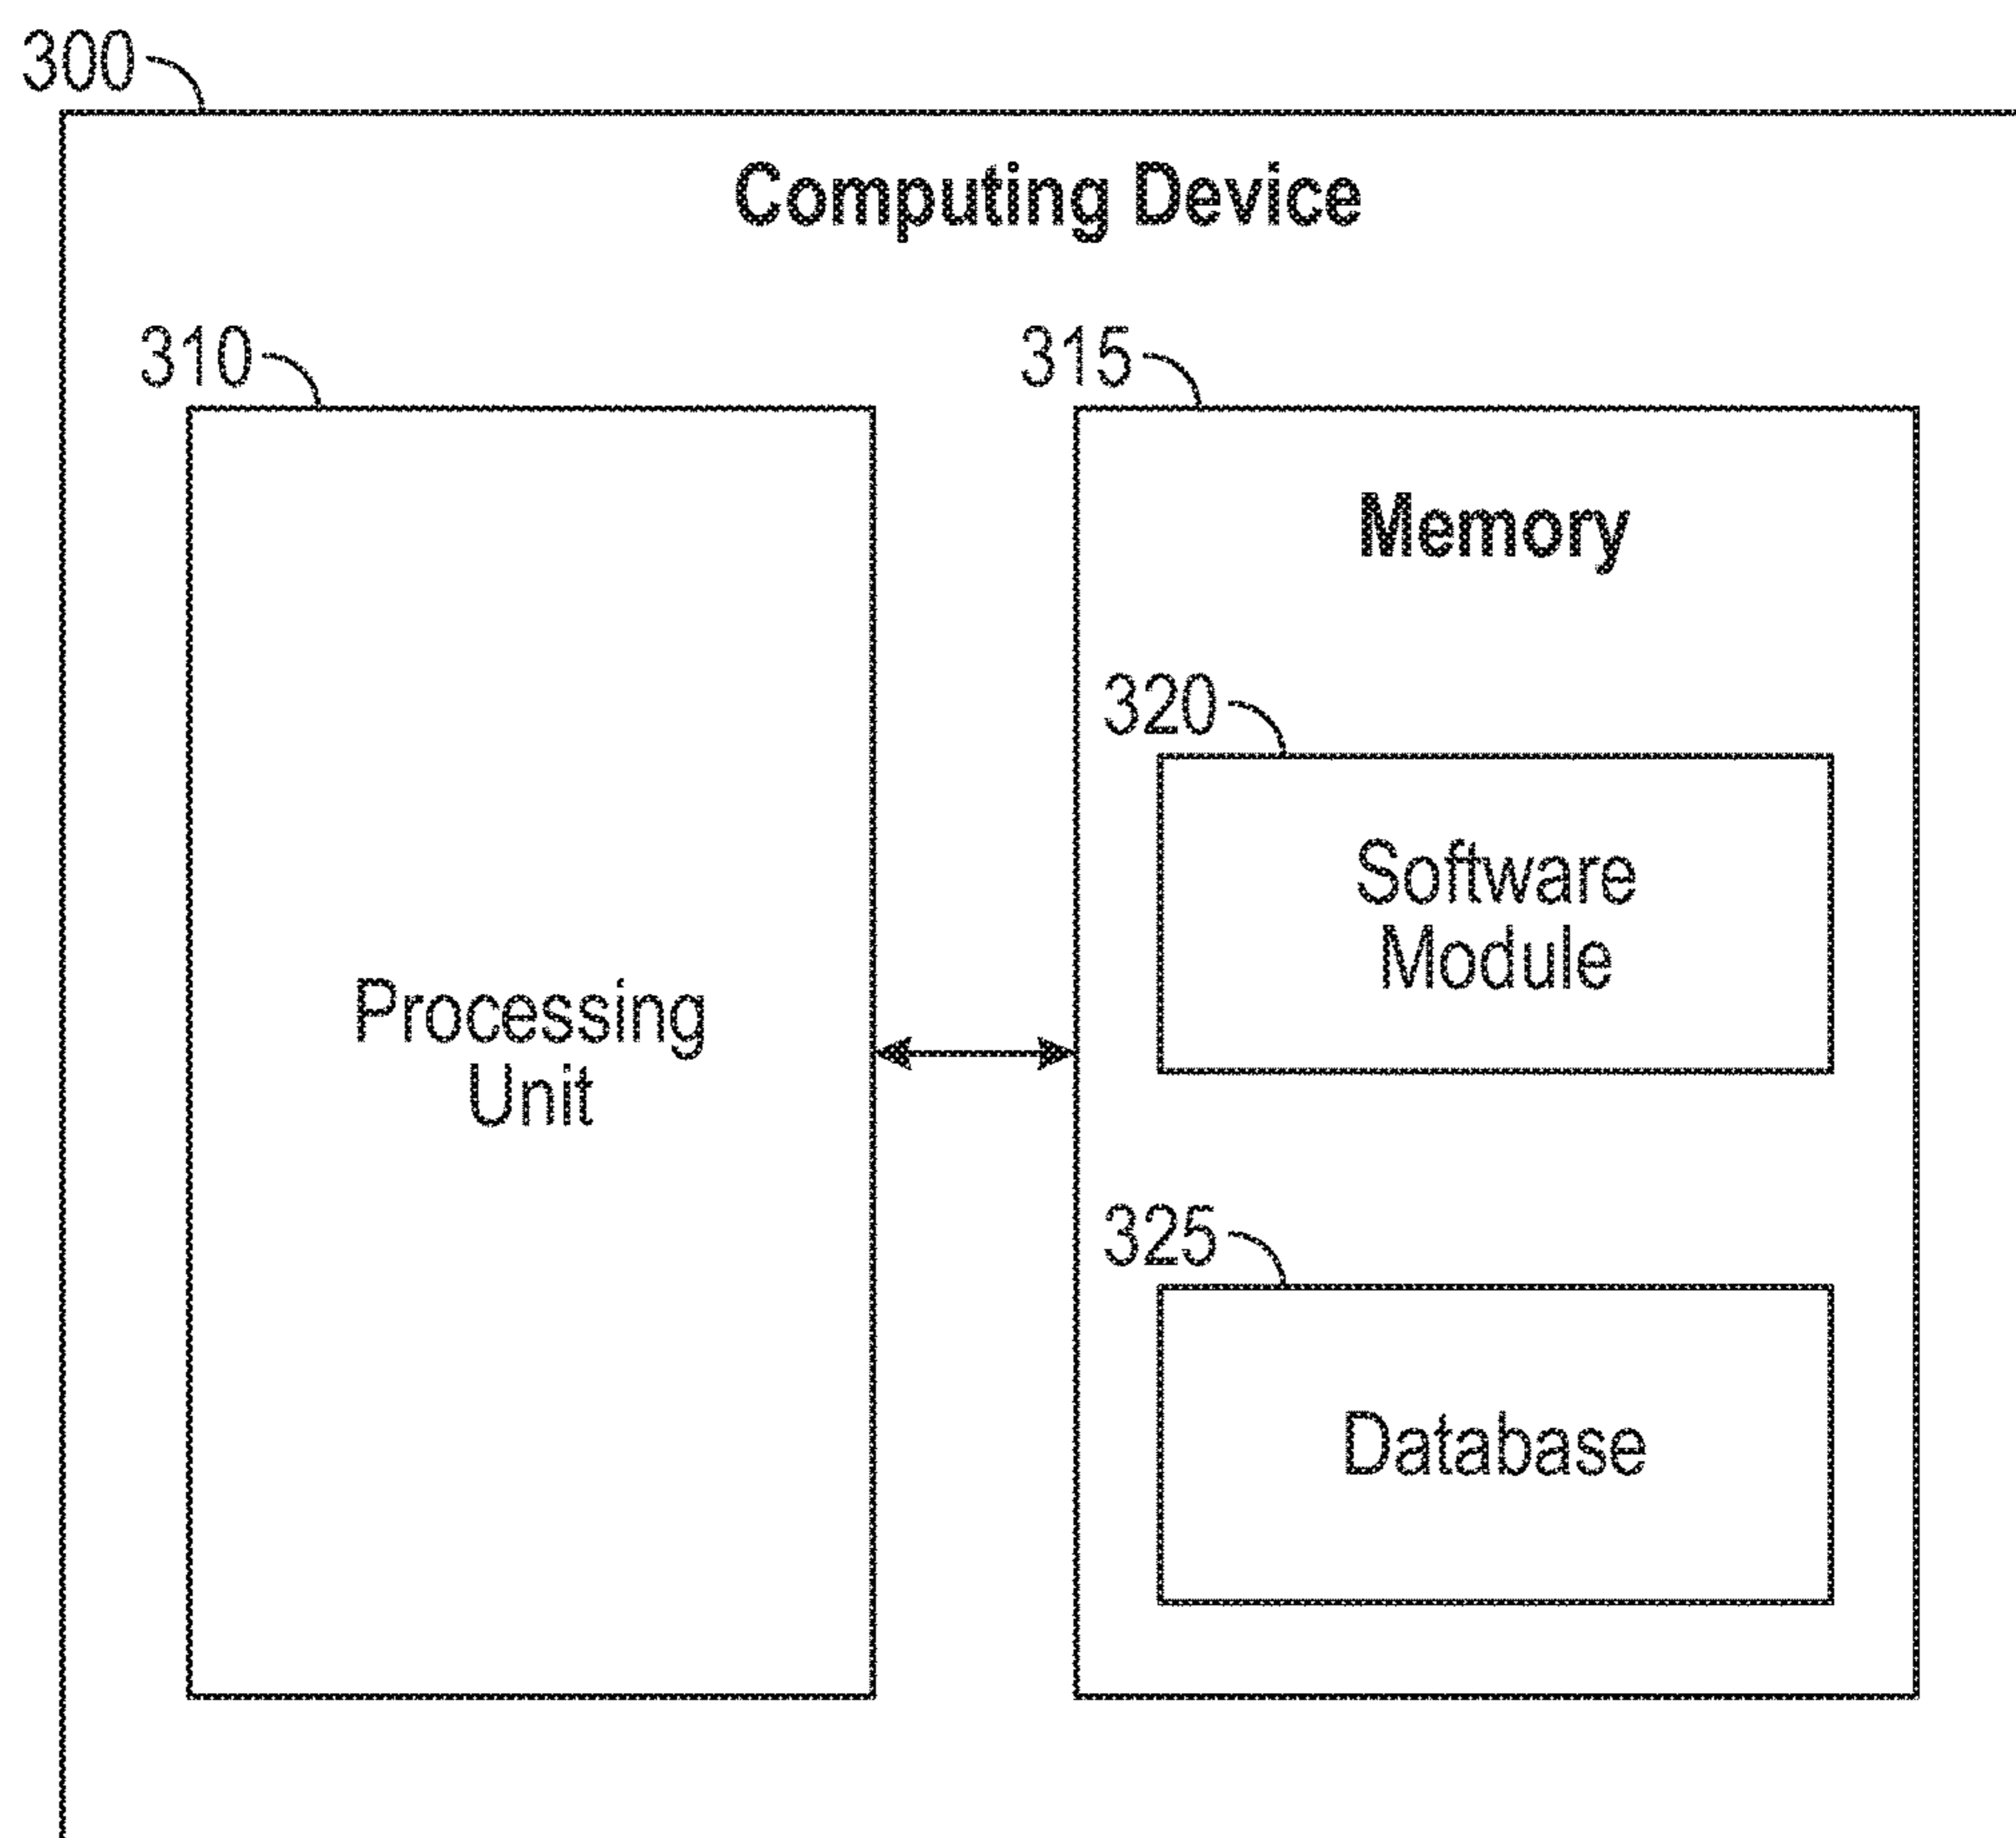 300
Computing Device
310
315
Memory
320
Software
Module
Processing
Unit
325
Database